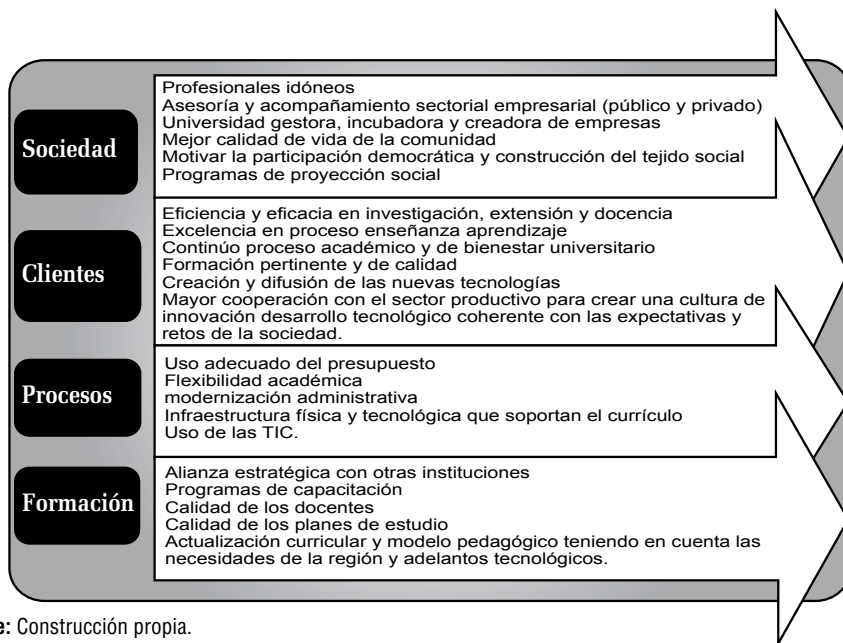 Sociedad
Profesionales idóneos
Asesoría y acompañamiento sectorial empresarial (público y privado)
Universidad gestora, incubadora y creadora de empresas
Mejor calidad de vida de la comunidad
Motivar la participación democrática y construcción del tejido social
Programas de proyección social
Clientes
Eficiencia y eficacia en investigación, extensión y docencia
Excelencia en proceso enseñanza aprendizaje
Continúo proceso académico y de bienestar universitario
Formación pertinente y de calidad
Creación y difusión de las nuevas tecnologías
Mayor cooperación con el sector productivo para crear una cultura de
innovación desarrollo tecnológico coherente con las expectativas y
retos de la sociedad.
Procesos
Uso adecuado del presupuesto
Flexibilidad académica
modernización administrativa
Infraestructura física y tecnológica que soportan el currículo
Uso de las TIC.
Formación
Alianza estratégica con otras instituciones
Programas de capacitación
Calidad de los docentes
Calidad de los planes de estudio
Actualización curricular y modelo pedagógico teniendo en cuenta las
necesidades de la región y adelantos tecnológicos.
e: Construcción propia.